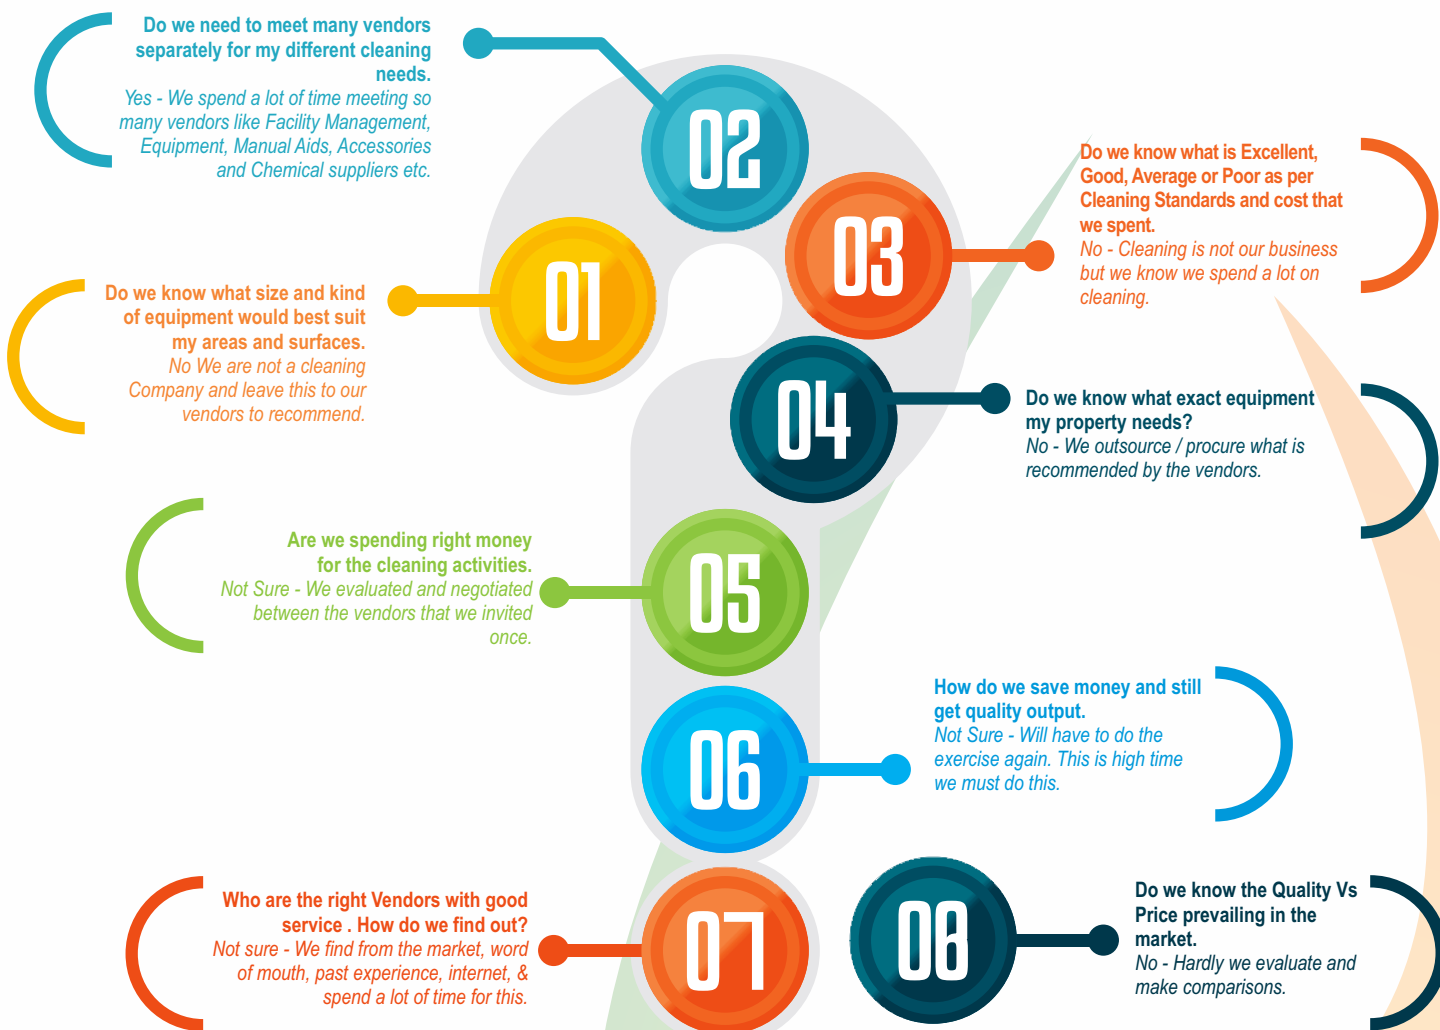 01
Do we know what size and kind
of equipment would best suit
my areas and surfaces.
No We are not a cleaning
Company and leave this to our
vendors to recommend.
02
Do we need to meet many vendors
separately for my different cleaning
needs.
Yes - We spend a lot of time meeting so
many vendors like Facility Management,
Equipment, Manual Aids, Accessories
and Chemical suppliers etc.
03
Do we know what is Excellent,
Good, Average or Poor as per
Cleaning Standards and cost that
we spent.
No - Cleaning is not our business
but we know we spend a lot on
cleaning.
04
Do we know what exact equipment
my property needs?
No - We outsource / procure what is
recommended by the vendors.
05
Are we spending right money
for the cleaning activities.
Not Sure - We evaluated and negotiated
between the vendors that we invited
once.
06
How do we save money and still
get quality output.
Not Sure - Will have to do the
exercise again. This is high time
we must do this.
07
Who are the right Vendors with good
service . How do we find out?
Not sure - We find from the market, word
of mouth, past experience, internet, &
spend a lot of time for this.
08
Do we know the Quality Vs
Price prevailing in the
market.
No - Hardly we evaluate and
make comparisons.